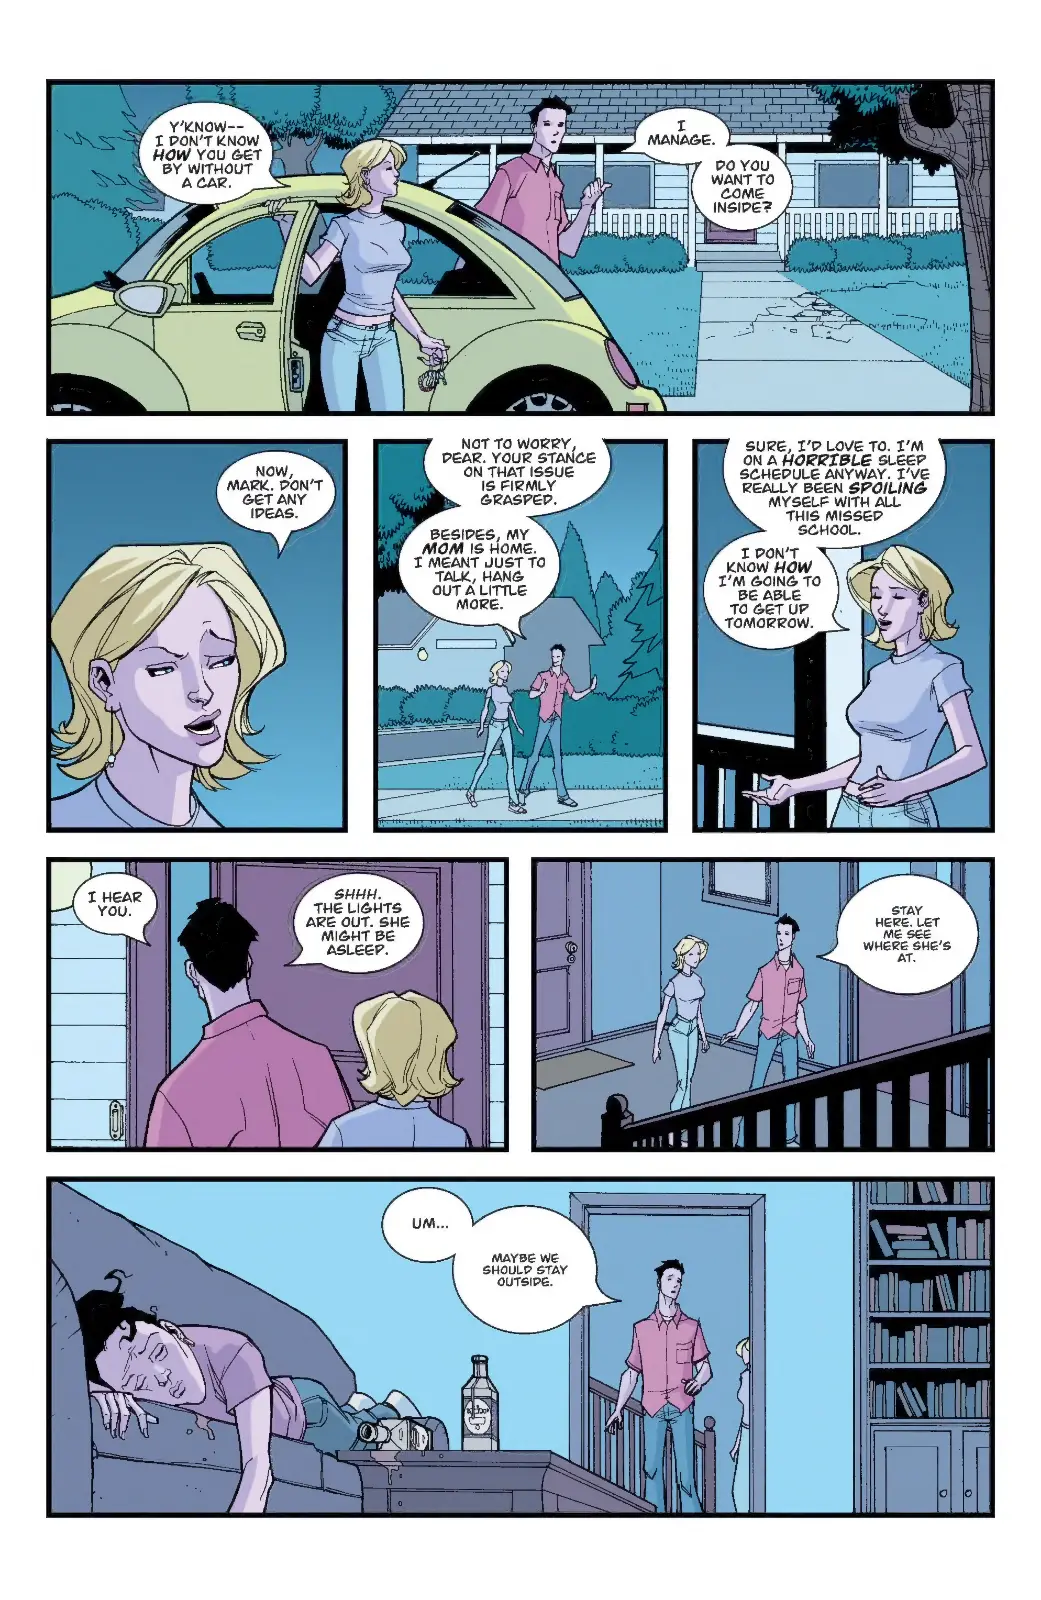 Y'KNOW--
I DON'T KNOW
HOW YOU GET
BY WITHOUT
A CAR.
I
MANAGE.
DO YOU
WANT TO
COME
INSIDE?
NOW,
MARK. DON'T
GET ANY
IDEAS.
NOT TO WORRY,
DEAR. YOUR STANCE
ON THAT ISSUE
IS FIRMLY
GRASPED.
BESIDES, MY
MOM IS HOME.
I MEANT JUST TO
TALK, HANG
OUT A LITTLE
MORE.
SURE, I'D LOVE TO. I'M
ON A HORRIBLE SLEEP
SCHEDULE ANYWAY. I'VE
REALLY BEEN SPOILING
MYSELF WITH ALL
THIS MISSED
SCHOOL.
I DON'T
KNOW HOW
I'M GOING TO
BE ABLE
TO GET UP
TOMORROW.
I HEAR
YOU.
SHHH.
THE LIGHTS
ARE OUT. SHE
MIGHT BE
ASLEEP.
STAY
HERE. LET
ME SEE
WHERE SHE'S
AT.
UM...
MAYBE WE
SHOULD STAY
OUTSIDE.